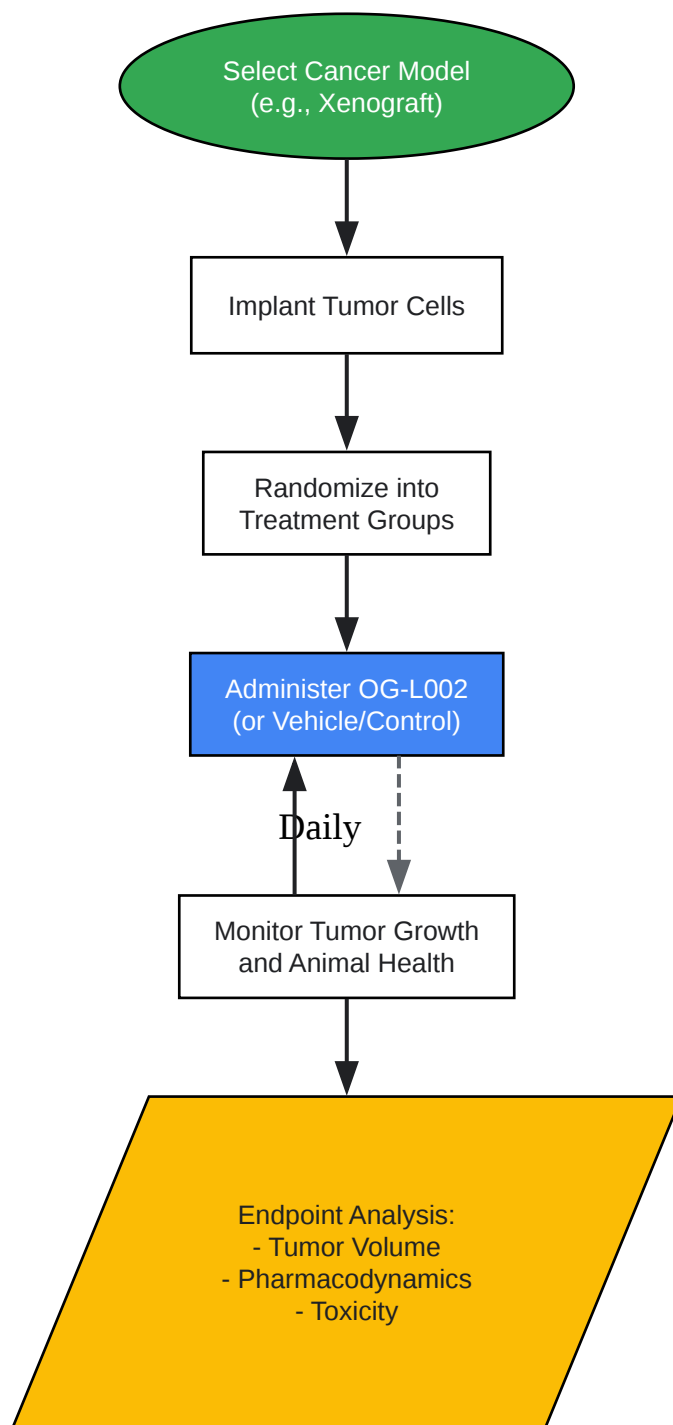 Select Cancer Model
(e.g., Xenograft)
Implant Tumor Cells
Randomize into
Treatment Groups
Administer OG-L002
(or Vehicle/Control)
Daily
Monitor Tumor Growth
and Animal Health
Endpoint Analysis:
- Tumor Volume
- Pharmacodynamics
- Toxicity